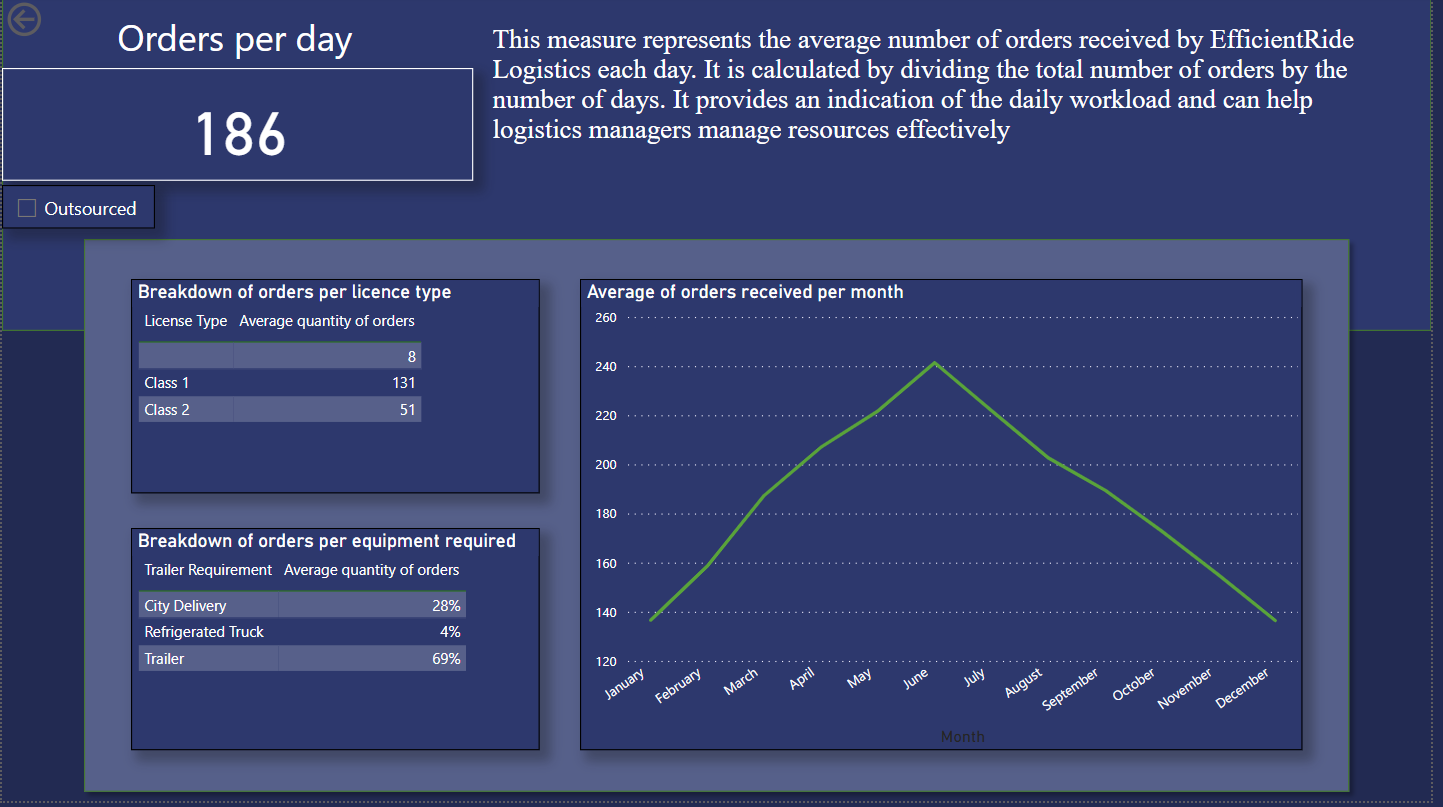 Orders per day
186
This measure represents the average number of orders received by EfficientRide
Logistics each day. It is calculated by dividing the total number of orders by the
number of days. It provides an indication of the daily workload and can help
logistics managers manage resources effectively
Outsourced
Breakdown of orders per licence type
License Type Average quantity of orders
8
Class 1 131
Class 2 51
Breakdown of orders per equipment required
Trailer Requirement Average quantity of orders
City Delivery 28%
Refrigerated Truck 4%
Trailer 69%
Average of orders received per month
260
240
220
200
180
160
140
120
January February March April May June July August September October November December
Month